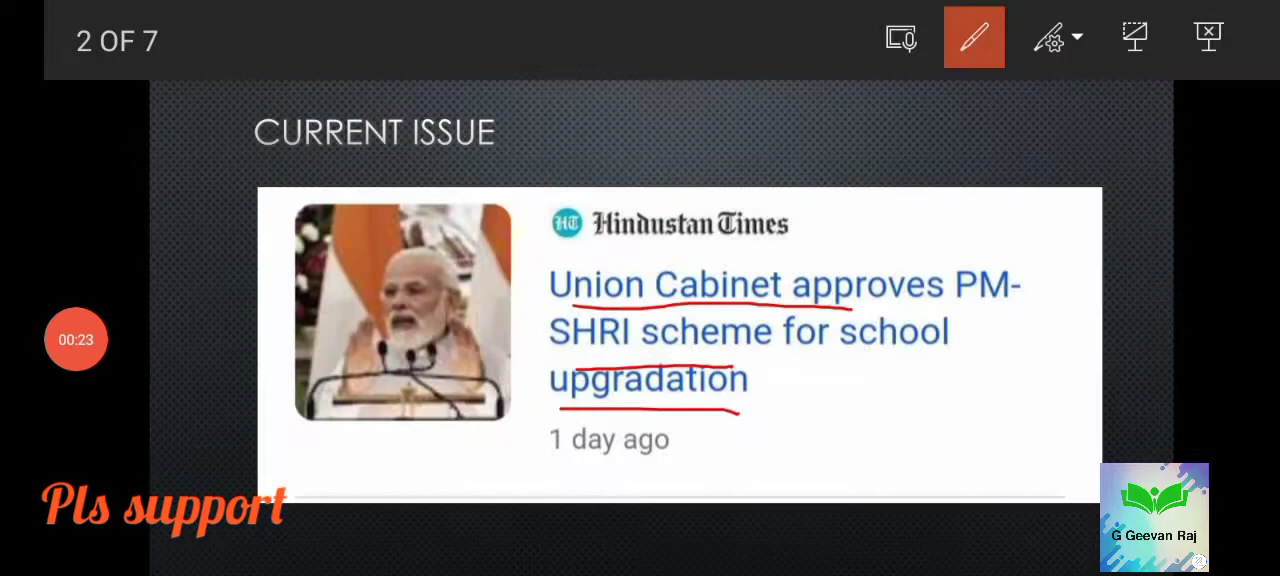 2 OF 7
CURRENT ISSUE
HT Hindustan Times
Union Cabinet approves PM-
SHRI scheme for school
upgradation
1 day ago
00:23
Pls support
G Geevan Raj